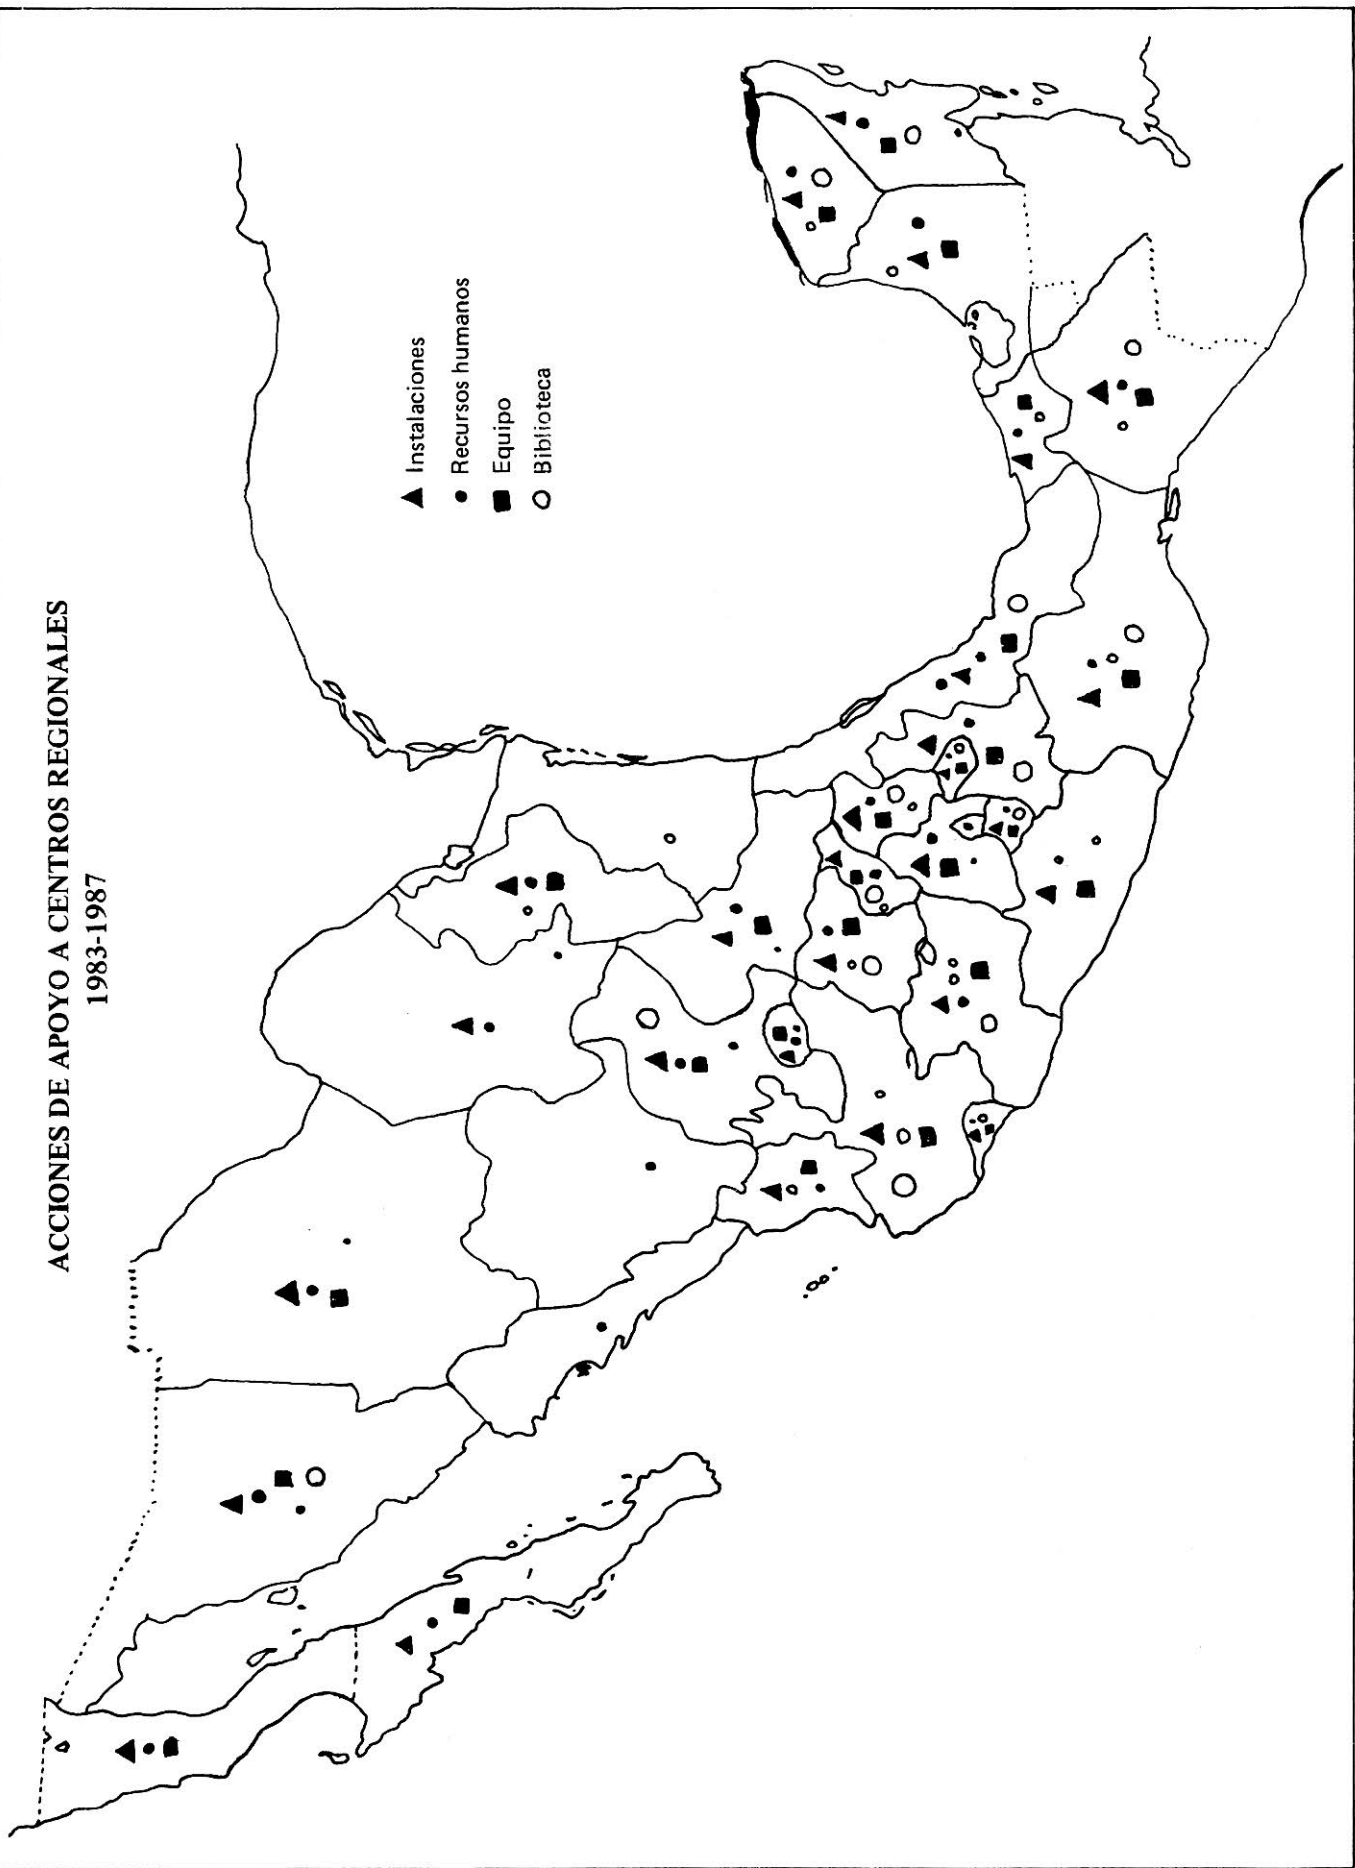 ACCIONES DE APOYO A CENTROS REGIONALES
1983-1987
Instalaciones
Recursos humanos
Equipo
Biblioteca